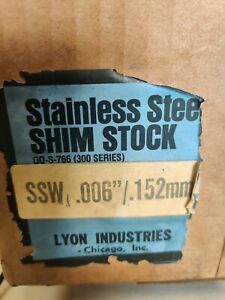 Stainless Stee
SHIM STOCK
QQ-S-766 (300 SERIES)
SSW .006"/.152mm
LYON INDUSTRIES
- Chicago, Inc.